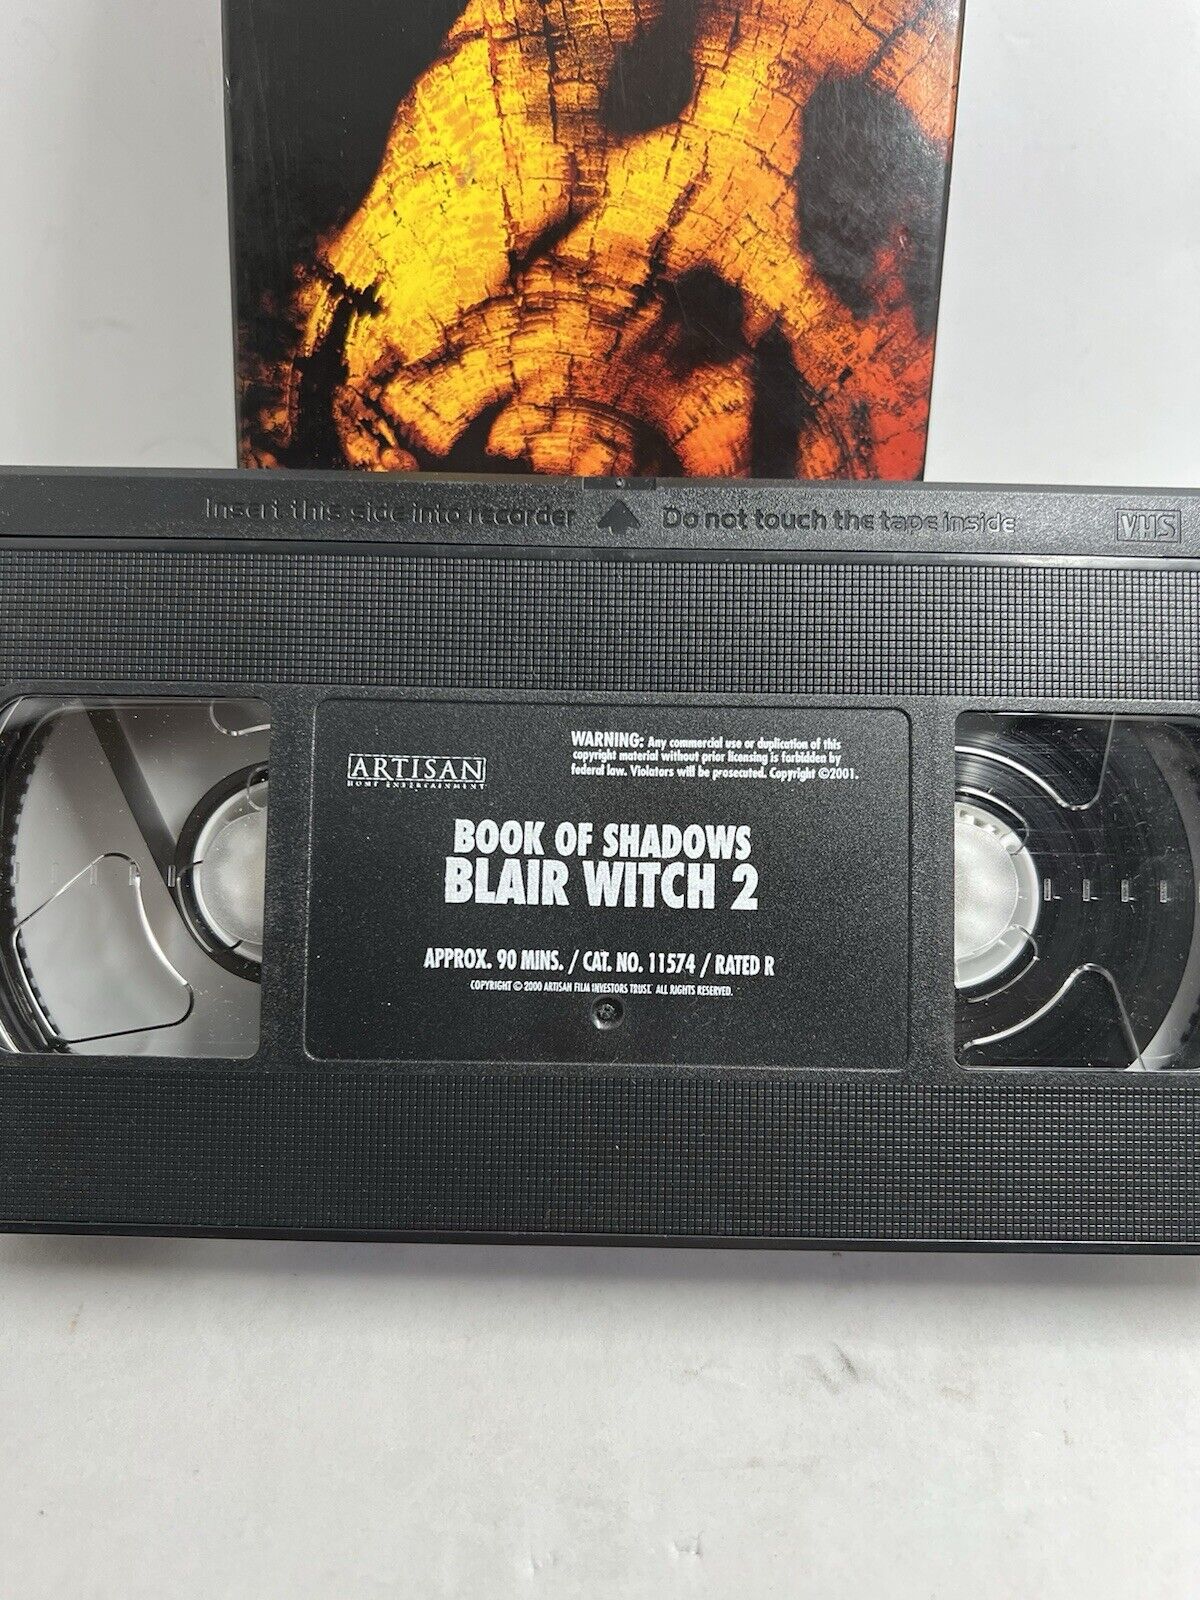 Insert this side into recorder Do not touch the tape inside VHS
ARTISAN
HOME ENTERTAINMENT
WARNING: Any commercial use or duplication of this
copyright material without prior licensing is forbidden by
federal law. Violators will be prosecuted. Copyright ©2001.
BOOK OF SHADOWS
BLAIR WITCH 2
APPROX. 90 MINS. / CAT. NO. 11574 / RATED R
COPYRIGHT © 2000 ARTISAN FILM INVESTORS TRUST. ALL RIGHTS RESERVED.